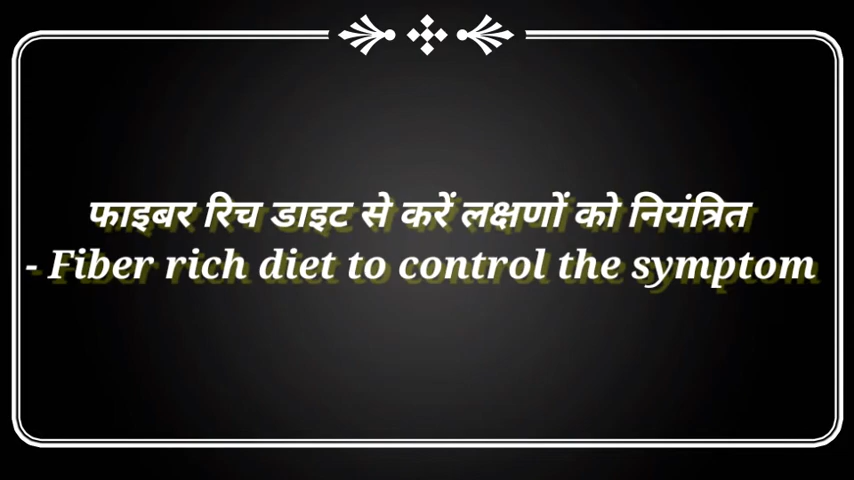 फाइबर रिच डाइट से करें लक्षणों को नियंत्रित
- Fiber rich diet to control the symptom